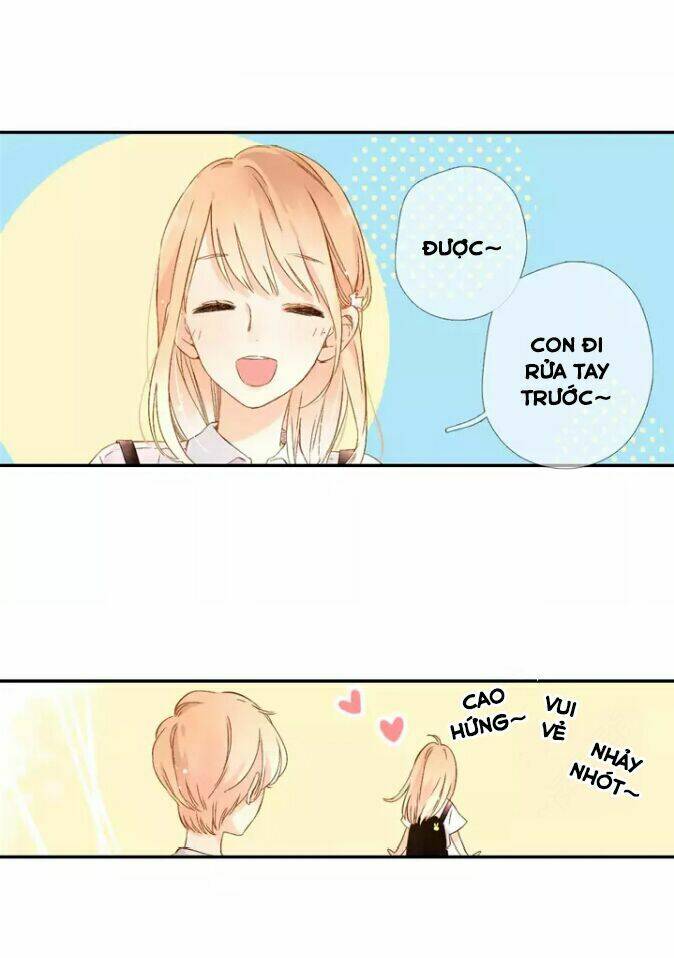 ĐƯỢC~
CON ĐI
RỬA TAY
TRƯỚC~
CAO
HỨNG~
VUI
VẺ
NHẢY
NHÓT~